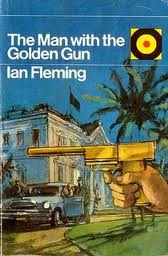 The Man with the
Golden Gun
Ian Fleming